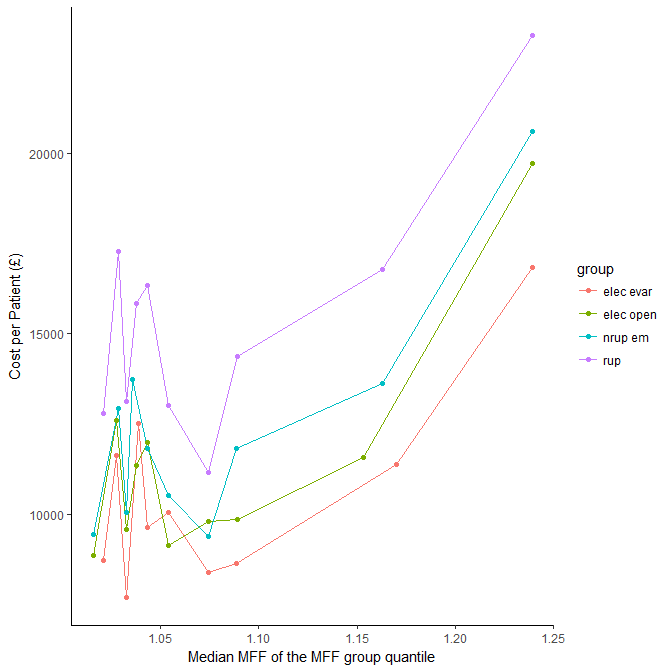 20000
15000
10000
Cost per Patient (£)
1.05
1.10
1.15
1.20
1.25
Median MFF of the MFF group quantile
group
elec evar
elec open
nrup em
rup